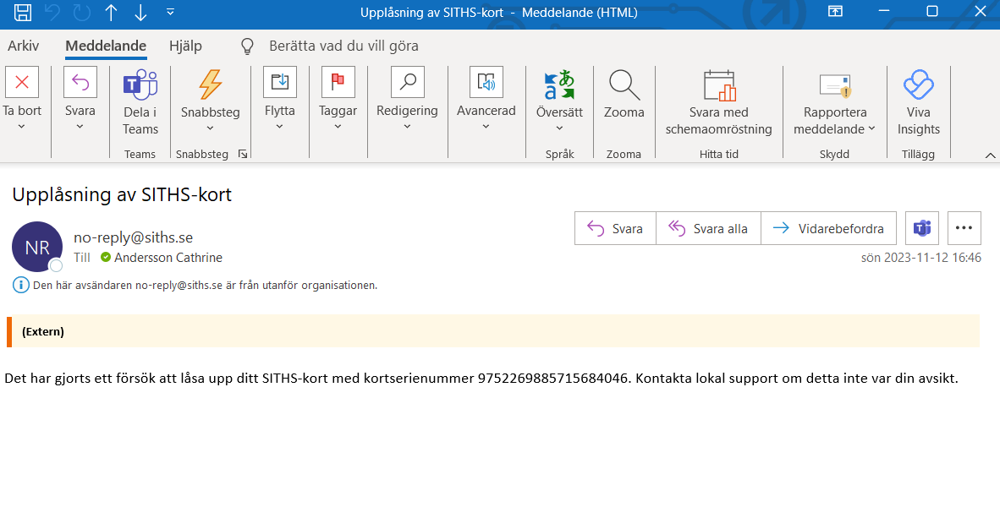 Upplåsning av SITHS-kort - Meddelande (HTML)
Arkiv Meddelande Hjälp Berätta vad du vill göra
Ta bort Svara Dela i Teams Snabbsteg Flytta Taggar Redigering Avancerad Översätt Zooma Svara med schemaomröstning Rapportera meddelande Viva Insights
Teams Snabbsteg Språk Zooma Hitta tid Skydd Tillägg
Upplåsning av SITHS-kort
NR
no-reply@siths.se
Till Andersson Cathrine
Svara Svara alla Vidarebefordra
sön 2023-11-12 16:46
Den här avsändaren no-reply@siths.se är från utanför organisationen.
(Extern)
Det har gjorts ett försök att låsa upp ditt SITHS-kort med kortserienummer 9752269885715684046. Kontakta lokal support om detta inte var din avsikt.